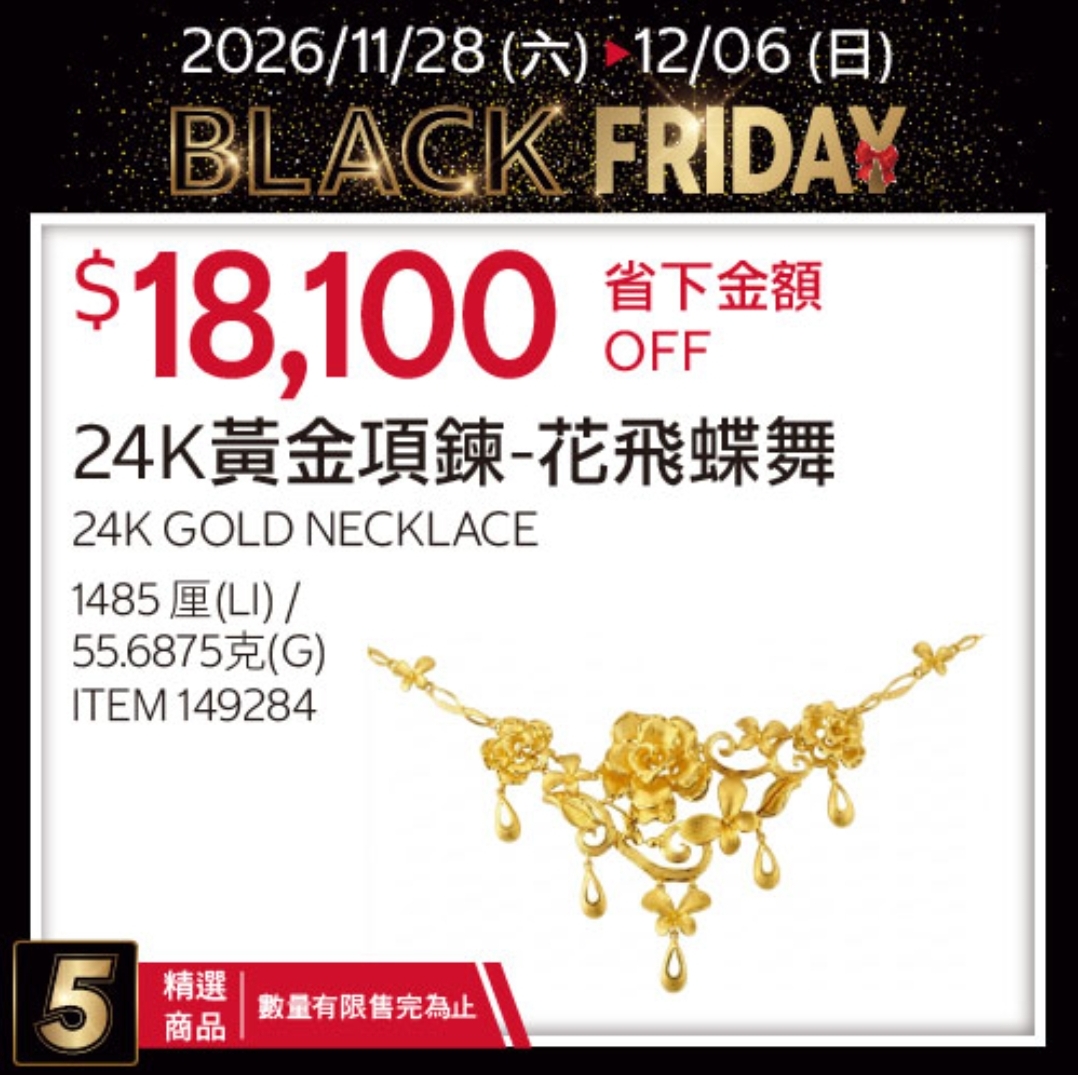 2026/11/28 (六) ▶ 12/06 (日)
BLACK FRIDAY
$18,100 省下金額
OFF
24K黃金項鍊-花飛蝶舞
24K GOLD NECKLACE
1485 厘(LI) /
55.6875克(G)
ITEM 149284
5
精選
商品
數量有限售完為止